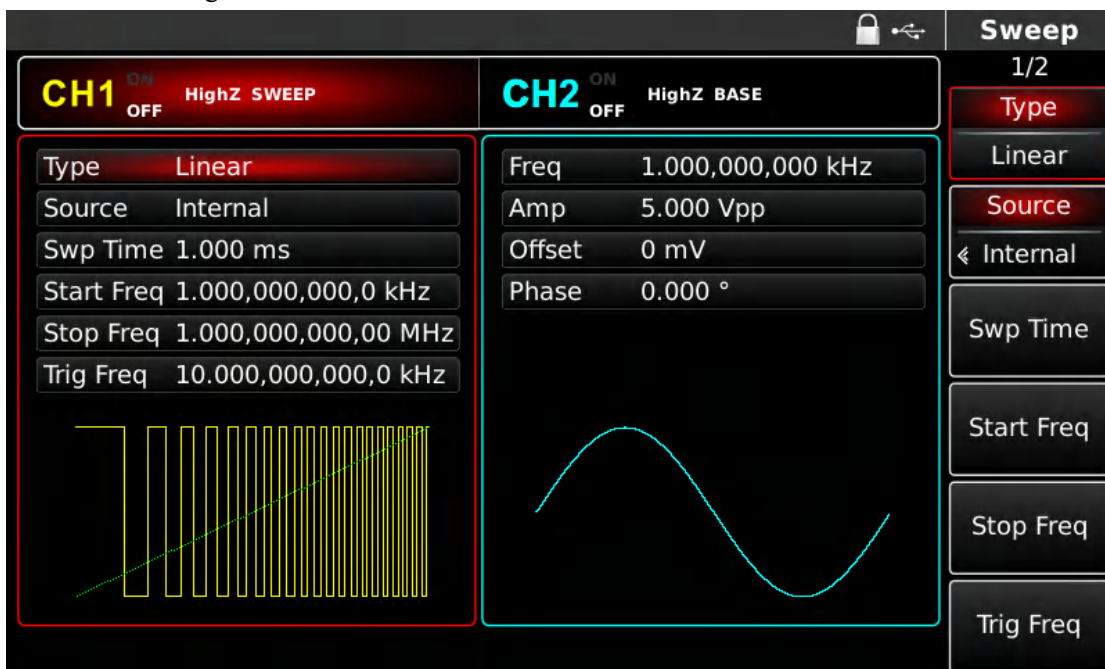 Sweep
1/2
CH1 ON OFF HighZ SWEEP
CH2 ON OFF HighZ BASE
Type Linear
Source Internal
Swp Time 1.000 ms
Start Freq 1.000,000,000,0 kHz
Stop Freq 1.000,000,000,00 MHz
Trig Freq 10.000,000,000,0 kHz
Freq 1.000,000,000 kHz
Amp 5.000 Vpp
Offset 0 mV
Phase 0.000 °
Type
Linear
Source
Internal
Swp Time
Start Freq
Stop Freq
Trig Freq